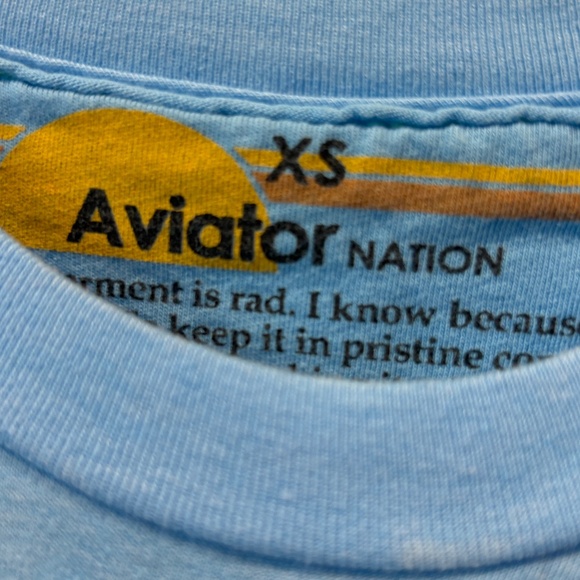 XS
Aviator NATION
rment is rad. I know becaus
keep it in pristine co